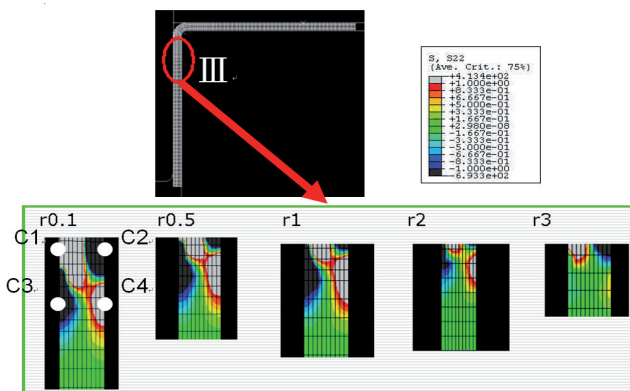 III
S, S22
(Ave. Crit.: 75%)
+4.134e+02
+1.000e+00
+8.333e-01
+6.667e-01
+5.000e-01
+3.333e-01
+1.667e-01
+2.980e-08
-1.667e-01
-3.333e-01
-5.000e-01
-6.667e-01
-8.333e-01
-1.000e+00
-6.933e+02
r0.1 r0.5 r1 r2 r3
C1 C2
C3 C4